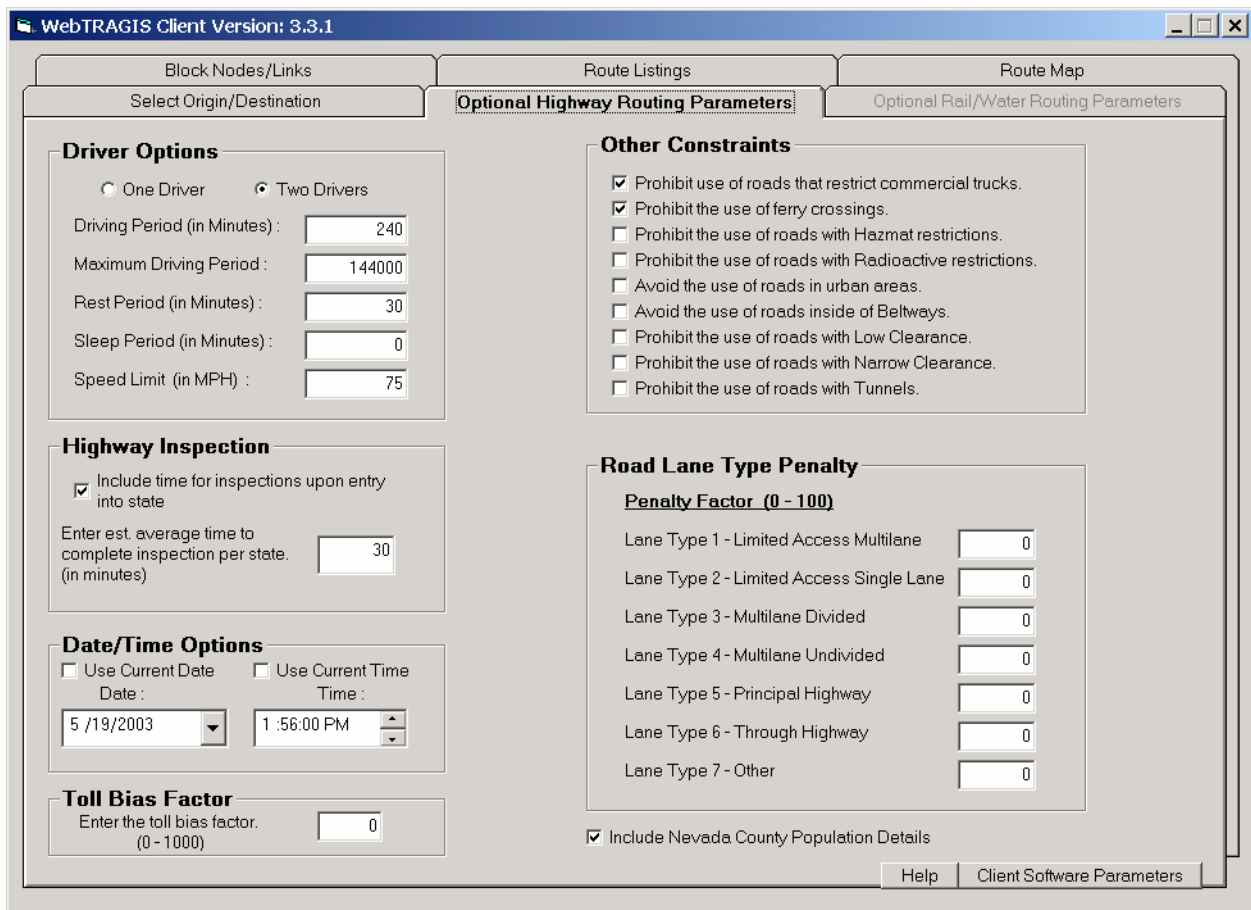 WebTRAGIS Client Version: 3.3.1
Block Nodes/Links
Route Listings
Route Map
Select Origin/Destination
Optional Highway Routing Parameters
Optional Rail/Water Routing Parameters
Driver Options
One Driver
Two Drivers
Driving Period (in Minutes) : 240
Maximum Driving Period : 144000
Rest Period (in Minutes) : 30
Sleep Period (in Minutes) : 0
Speed Limit (in MPH) : 75
Highway Inspection
Include time for inspections upon entry
into state
Enter est. average time to
complete inspection per state.
(in minutes)
30
Date/Time Options
Use Current Date
Use Current Time
Date :
Time :
5 /19/2003
1 :56:00 PM
Toll Bias Factor
Enter the toll bias factor.
(0 - 1000)
0
Other Constraints
Prohibit use of roads that restrict commercial trucks.
Prohibit the use of ferry crossings.
Prohibit the use of roads with Hazmat restrictions.
Prohibit the use of roads with Radioactive restrictions.
Avoid the use of roads in urban areas.
Avoid the use of roads inside of Beltways.
Prohibit the use of roads with Low Clearance.
Prohibit the use of roads with Narrow Clearance.
Prohibit the use of roads with Tunnels.
Road Lane Type Penalty
Penalty Factor (0 - 100)
Lane Type 1 - Limited Access Multilane 0
Lane Type 2 - Limited Access Single Lane 0
Lane Type 3 - Multilane Divided 0
Lane Type 4 - Multilane Undivided 0
Lane Type 5 - Principal Highway 0
Lane Type 6 - Through Highway 0
Lane Type 7 - Other 0
Include Nevada County Population Details
Help
Client Software Parameters